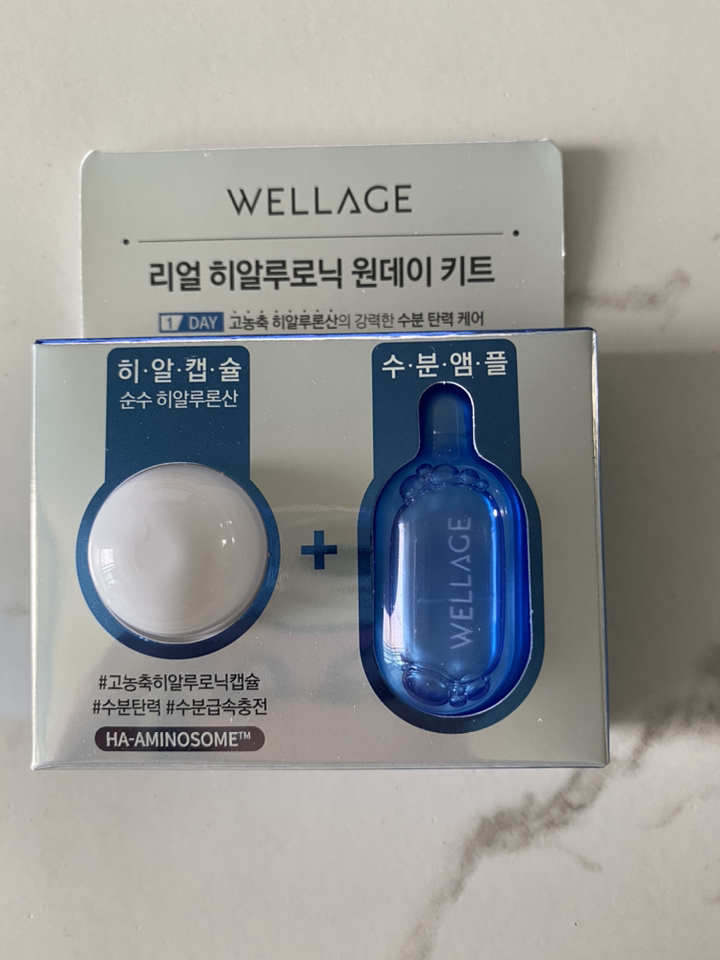 WELLAGE
리얼 히알루로닉 원데이 키트
1 DAY 고농축 히알루론산의 강력한 수분 탄력 케어
히·알·캡·슐
순수 히알루론산
수·분·앰·플
WELLAGE
#고농축히알루로닉캡슐
#수분탄력 #수분급속충전
HA-AMINOSOME™